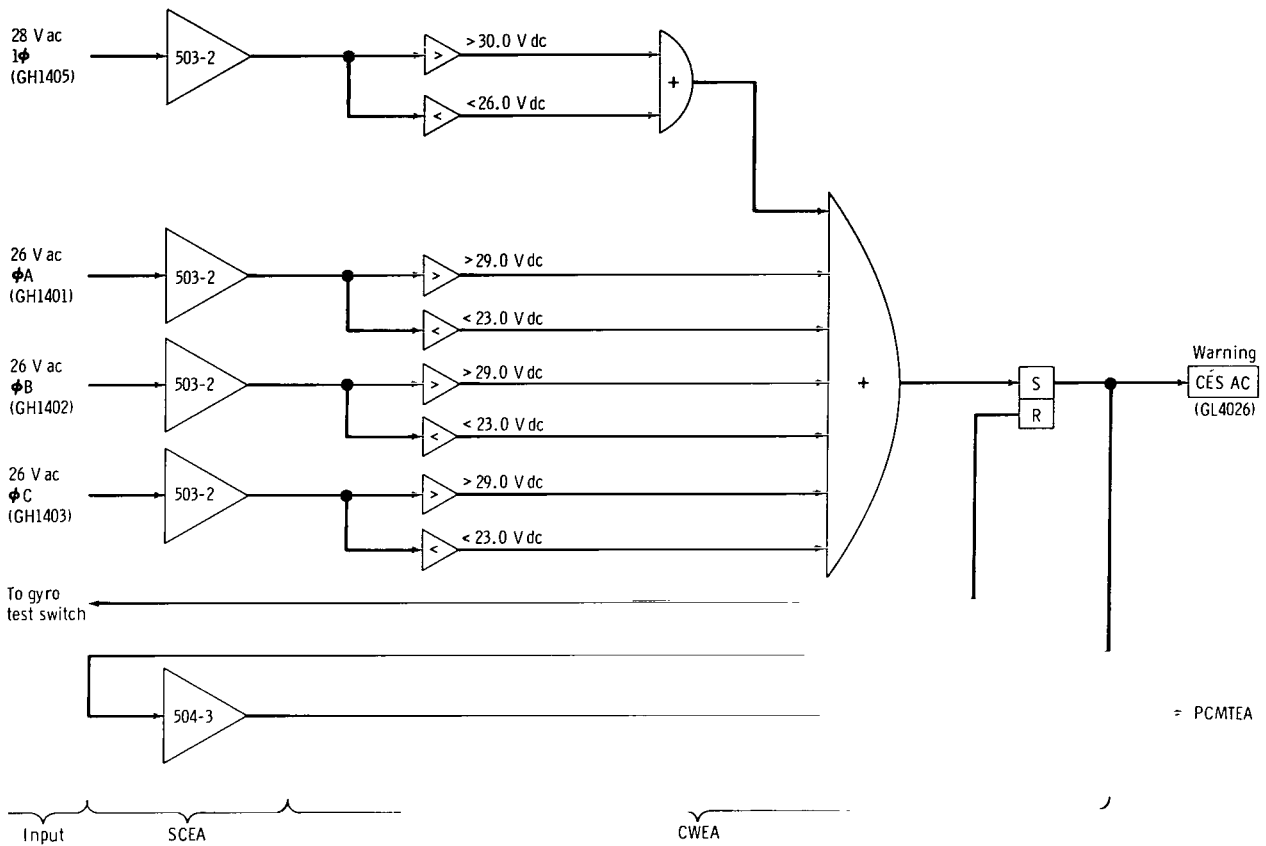 28 V ac
1ϕ
(GH1405)
503-2
>
>30.0 V dc
<
<26.0 V dc
+
26 V ac
ϕA
(GH1401)
503-2
>
>29.0 V dc
<
<23.0 V dc
26 V ac
ϕB
(GH1402)
503-2
>
>29.0 V dc
<
<23.0 V dc
26 V ac
ϕC
(GH1403)
503-2
>
>29.0 V dc
<
<23.0 V dc
+
S
R
Warning
CES AC
(GL4026)
To gyro
test switch
504-3
PCMTEA
Input
SCEA
CWEA